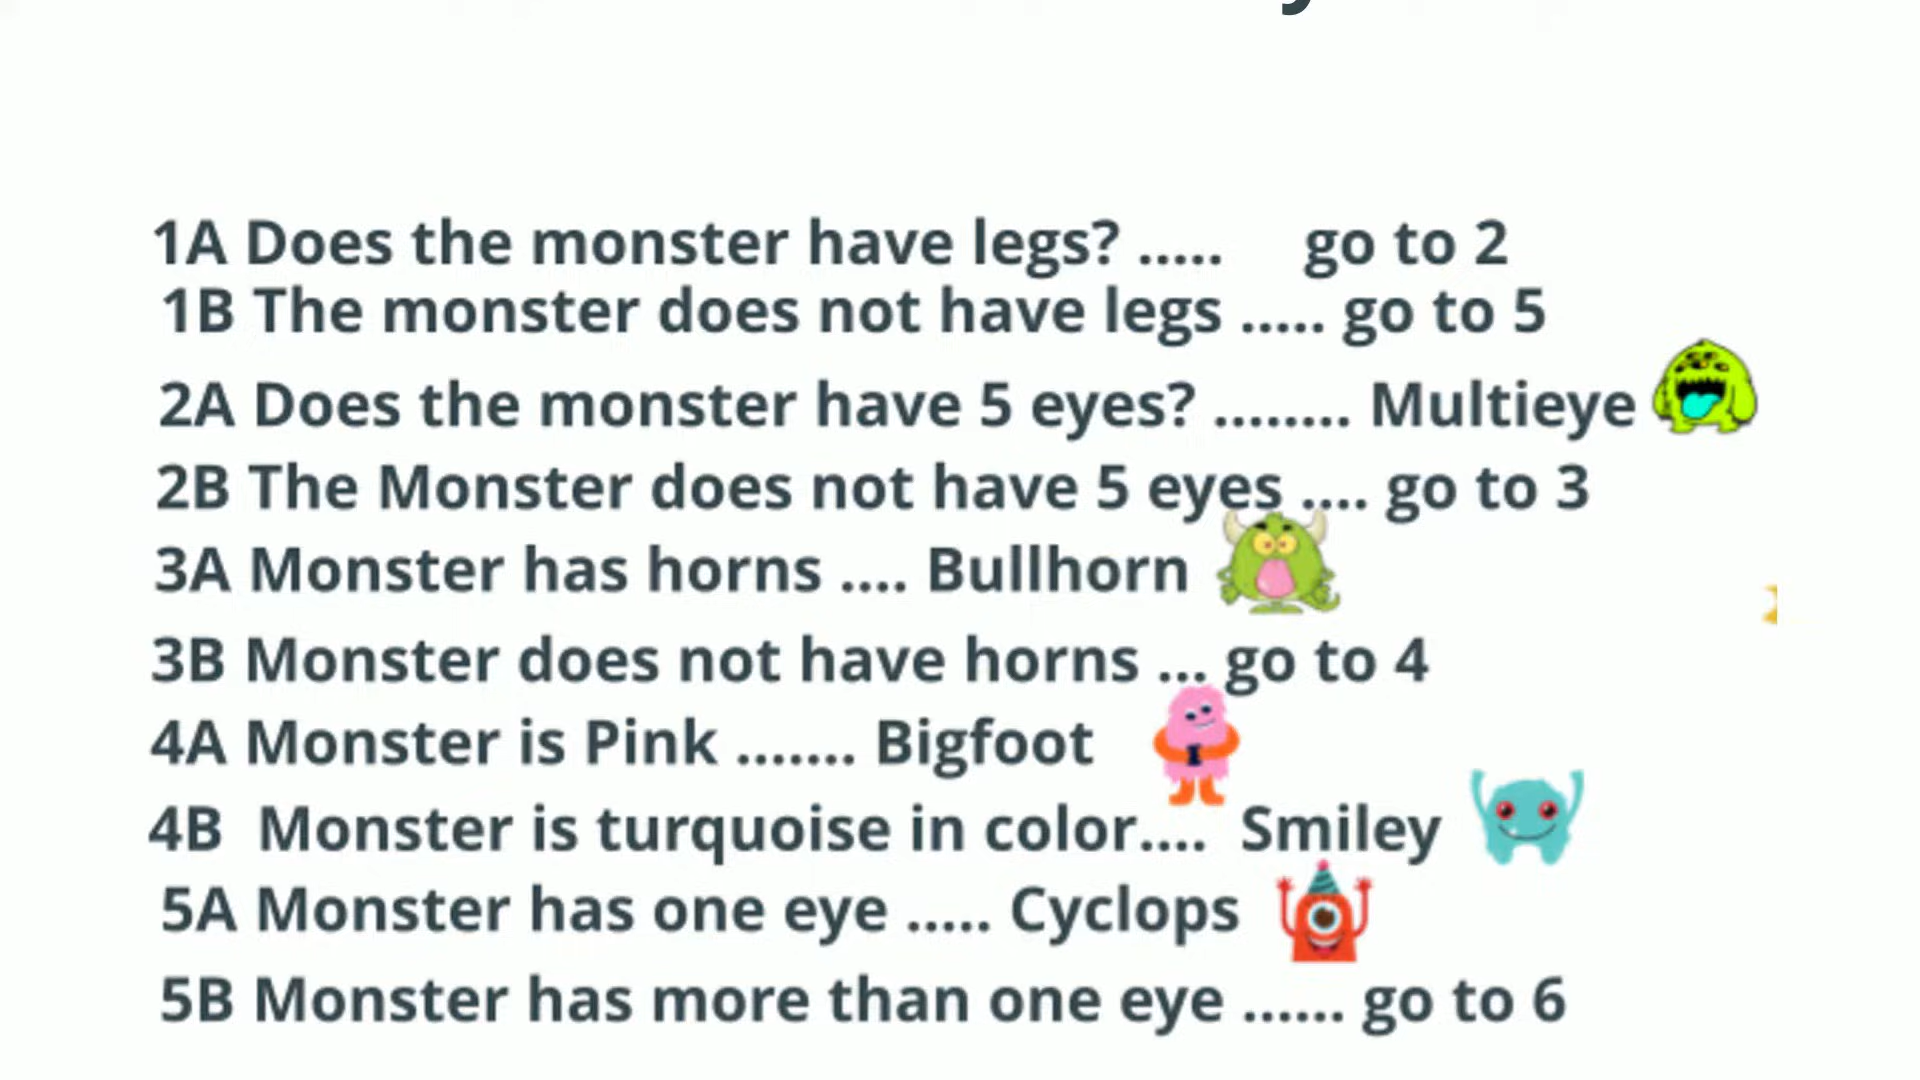 1A Does the monster have legs? ..... go to 2
1B The monster does not have legs ..... go to 5
2A Does the monster have 5 eyes? ........ Multieye
2B The Monster does not have 5 eyes .... go to 3
3A Monster has horns .... Bullhorn
3B Monster does not have horns ... go to 4
4A Monster is Pink ....... Bigfoot
4B Monster is turquoise in color.... Smiley
5A Monster has one eye ..... Cyclops
5B Monster has more than one eye ...... go to 6